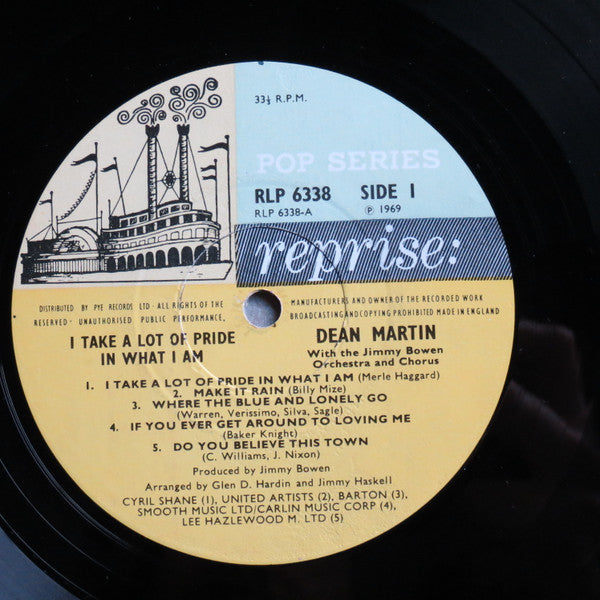 33⅓ R.P.M.
POP SERIES
RLP 6338 SIDE 1
RLP 6338-A ℗ 1969
reprise:
DISTRIBUTED BY PYE RECORDS LTD · ALL RIGHTS OF THE
RESERVED · UNAUTHORISED PUBLIC PERFORMANCE,
MANUFACTURERS AND OWNER OF THE RECORDED WORK
BROADCASTING AND COPYING PROHIBITED MADE IN ENGLAND
I TAKE A LOT OF PRIDE
IN WHAT I AM
DEAN MARTIN
With the Jimmy Bowen
Orchestra and Chorus
1. I TAKE A LOT OF PRIDE IN WHAT I AM (Merle Haggard)
2. MAKE IT RAIN (Billy Mize)
3. WHERE THE BLUE AND LONELY GO
(Warren, Verissimo, Silva, Sagle)
4. IF YOU EVER GET AROUND TO LOVING ME
(Baker Knight)
5. DO YOU BELIEVE THIS TOWN
(C. Williams, J. Nixon)
Produced by Jimmy Bowen
Arranged by Glen D. Hardin and Jimmy Haskell
CYRIL SHANE (1), UNITED ARTISTS (2), BARTON (3),
SMOOTH MUSIC LTD/CARLIN MUSIC CORP (4),
LEE HAZLEWOOD M. LTD (5)